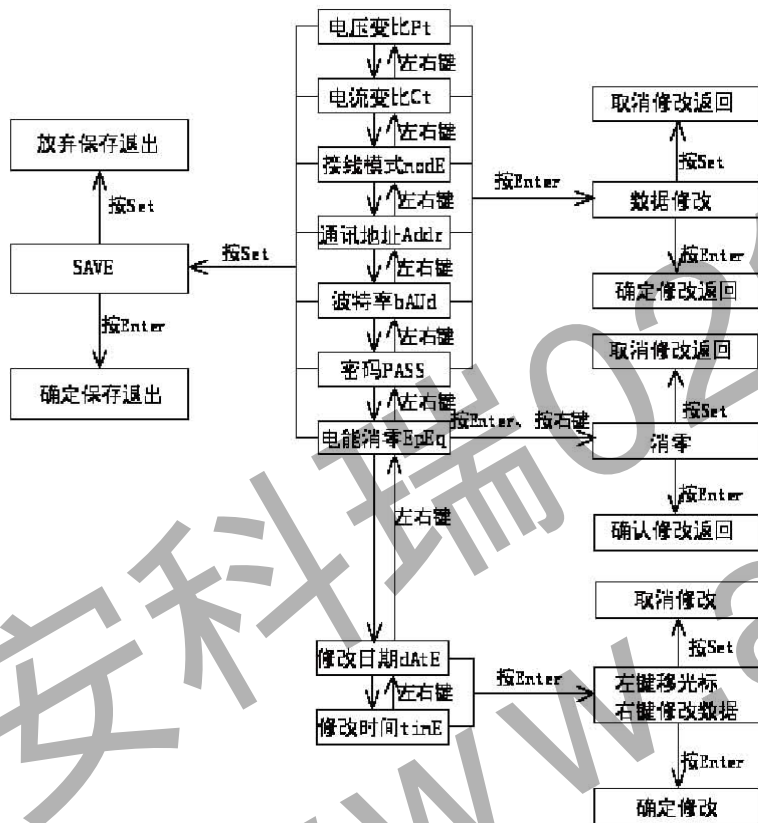 电压变比Pt
左右键
电流变比Ct
左右键
接线模式modE
左右键
通讯地址Addr
左右键
波特率bAUd
左右键
密码PASS
左右键
电能消零EpEq
左右键
修改日期dAtE
左右键
修改时间timE
放弃保存退出
按Set
SAVE
按Set
按Enter
确定保存退出
按Enter
取消修改返回
按Set
数据修改
按Enter
确定修改返回
按Enter、按右键
取消修改返回
按Set
消零
按Enter
确认修改返回
按Enter
取消修改
按Set
左键移光标
右键修改数据
按Enter
确定修改
安科瑞02
www.a